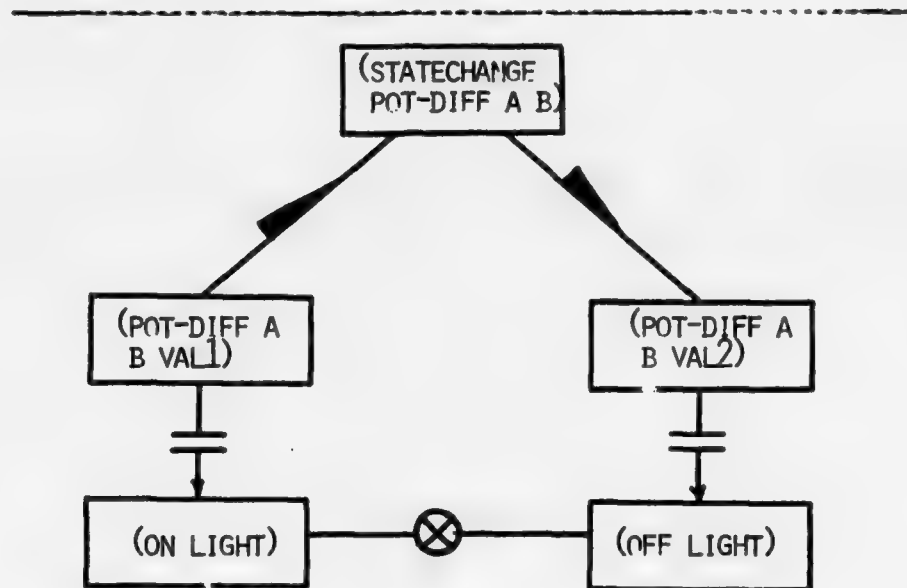 (STATECHANGE
POT-DIFF A B)
(POT-DIFF A
B VAL1)
(POT-DIFF A
B VAL2)
(ON LIGHT)
(OFF LIGHT)